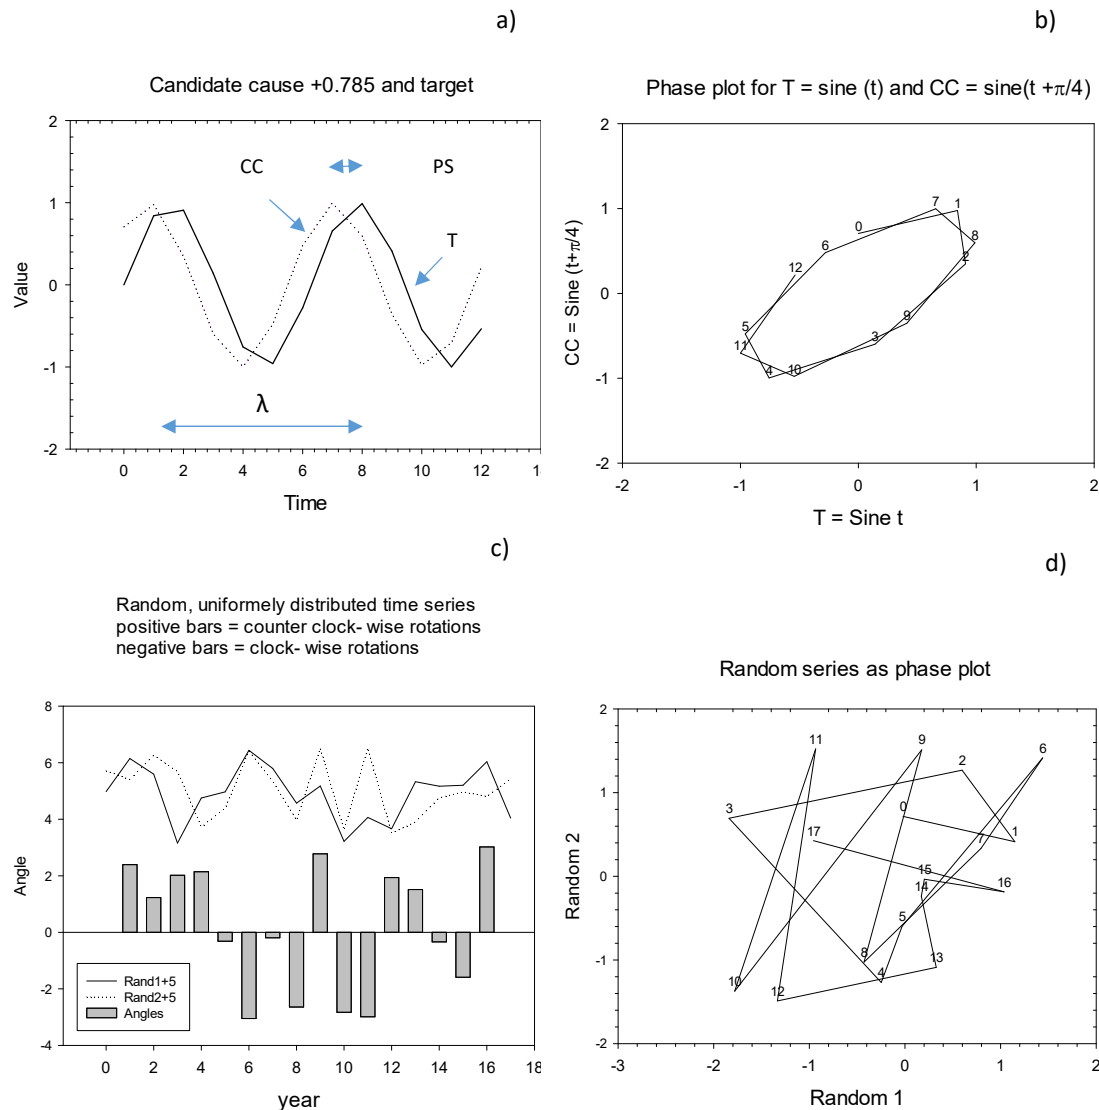 a)
Candidate cause +0.785 and target
2
1
0
-1
-2
Value
CC
PS
T
λ
0 2 4 6 8 10 12 1
Time
b)
Phase plot for T = sine (t) and CC = sine(t +π/4)
2
1
0
-1
-2
CC = Sine (t+π/4)
7
1
0
8
6
2
12
9
5
3
11
4
10
-2 -1 0 1 2
T = Sine t
c)
Random, uniformely distributed time series
positive bars = counter clock- wise rotations
negative bars = clock- wise rotations
8
6
4
2
0
-2
-4
Angle
Rand1+5
Rand2+5
Angles
0 2 4 6 8 10 12 14 16 18
year
d)
Random series as phase plot
2
1
0
-1
-2
Random 2
11
9
6
2
3
0
1
17
7
15
16
14
5
8
13
4
10
12
-3 -2 -1 0 1 2
Random 1